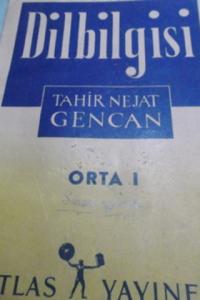 Dilbilgisi
TAHİR NEJAT
GENCAN
ORTA I
TLAS YAYINE